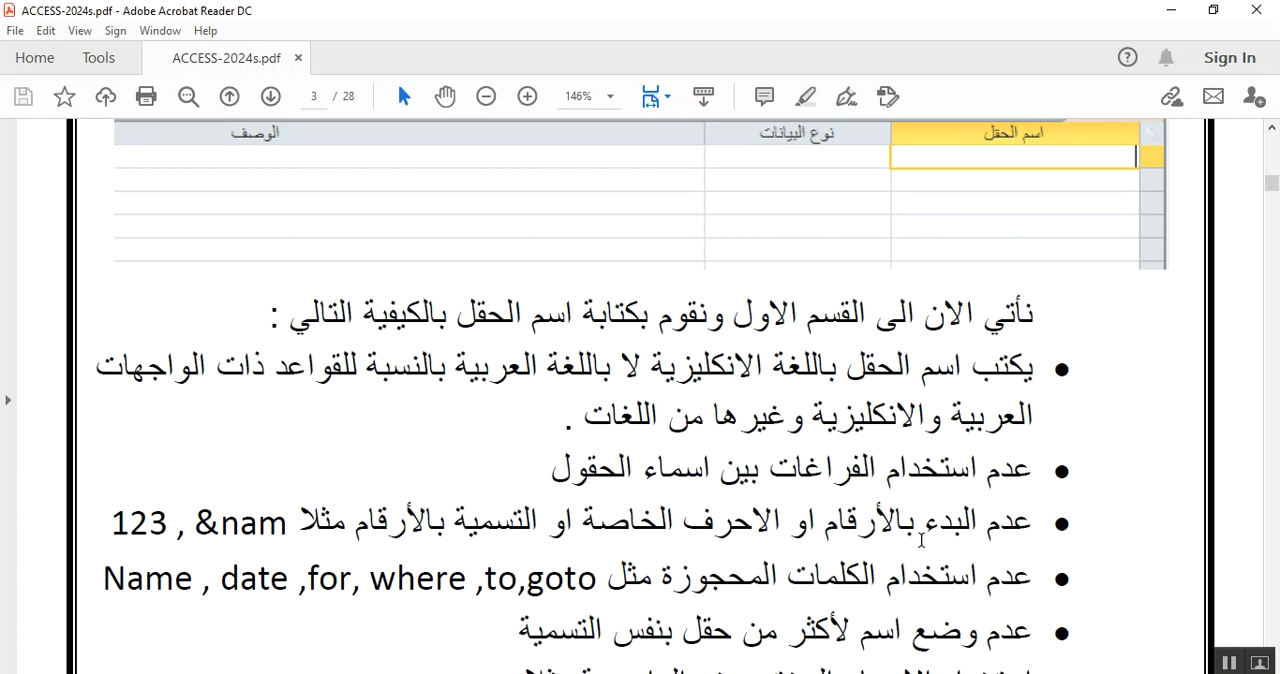 ACCESS-2024s.pdf - Adobe Acrobat Reader DC
File Edit View Sign Window Help
Home Tools ACCESS-2024s.pdf × Sign In
3 / 28 146%
اسم الحقل نوع البيانات الوصف
نأتي الان الى القسم الاول ونقوم بكتابة اسم الحقل بالكيفية التالي :
● يكتب اسم الحقل باللغة الانكليزية لا باللغة العربية بالنسبة للقواعد ذات الواجهات
العربية والانكليزية وغيرها من اللغات .
● عدم استخدام الفراغات بين اسماء الحقول
● عدم البدء بالأرقام او الاحرف الخاصة او التسمية بالأرقام مثلا 123 , &nam
● عدم استخدام الكلمات المحجوزة مثل Name , date ,for, where ,to,goto
● عدم وضع اسم لأكثر من حقل بنفس التسمية